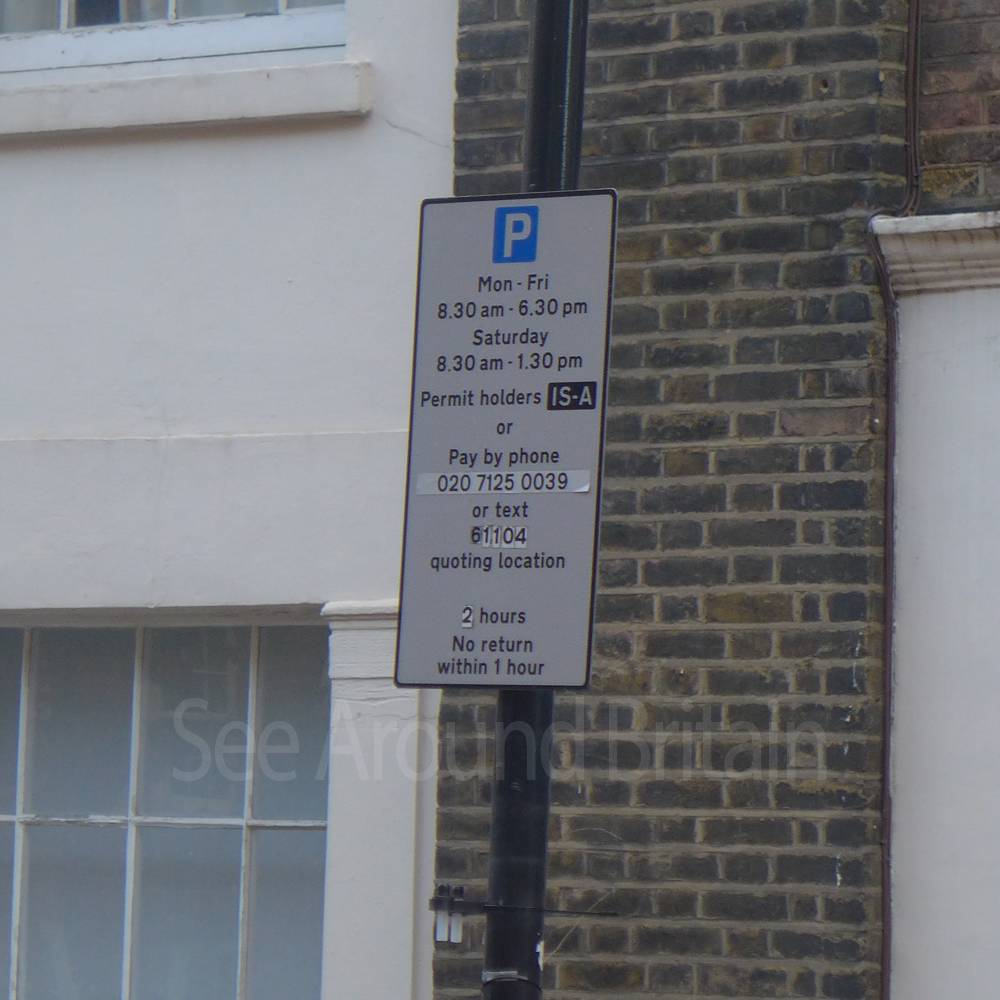 P
Mon - Fri
8.30 am - 6.30 pm
Saturday
8.30 am - 1.30 pm
Permit holders IS-A
or
Pay by phone
020 7125 0039
or text
61104
quoting location
2 hours
No return
within 1 hour
See Around Britain